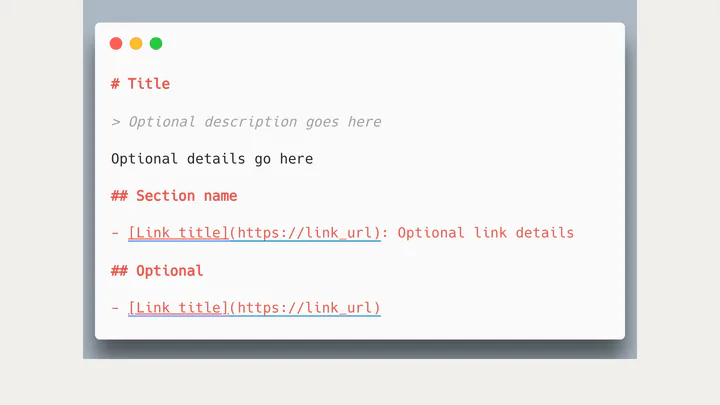 # Title
> Optional description goes here
Optional details go here
## Section name
- [Link title](https://link_url): Optional link details
## Optional
- [Link title](https://link_url)